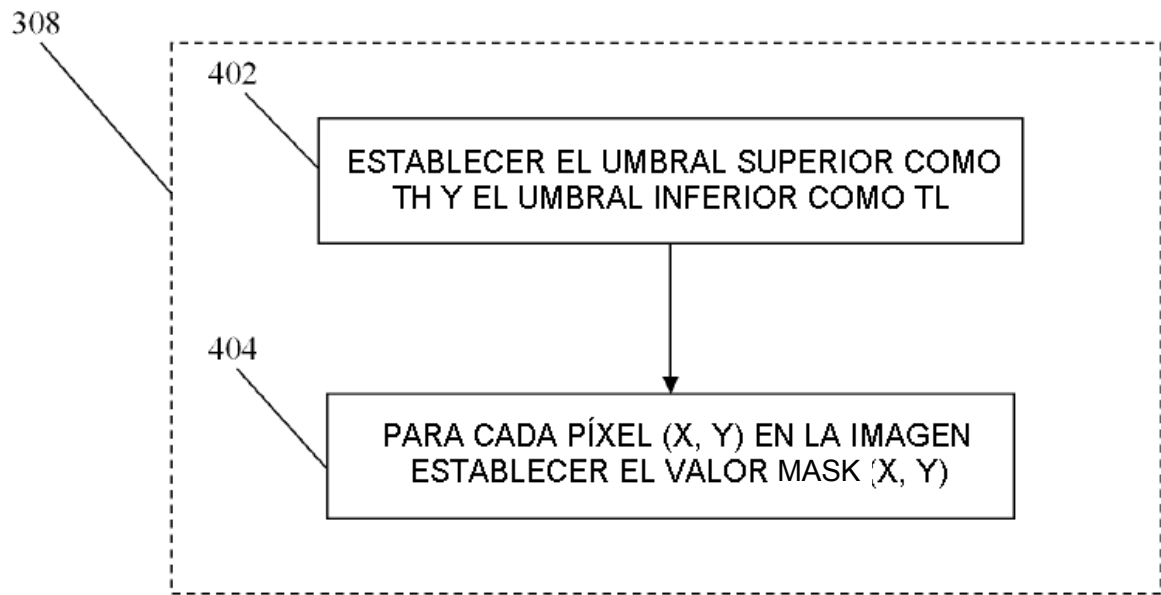 308
402
ESTABLECER EL UMBRAL SUPERIOR COMO
TH Y EL UMBRAL INFERIOR COMO TL
404
PARA CADA PÍXEL (X, Y) EN LA IMAGEN
ESTABLECER EL VALOR MASK (X, Y)